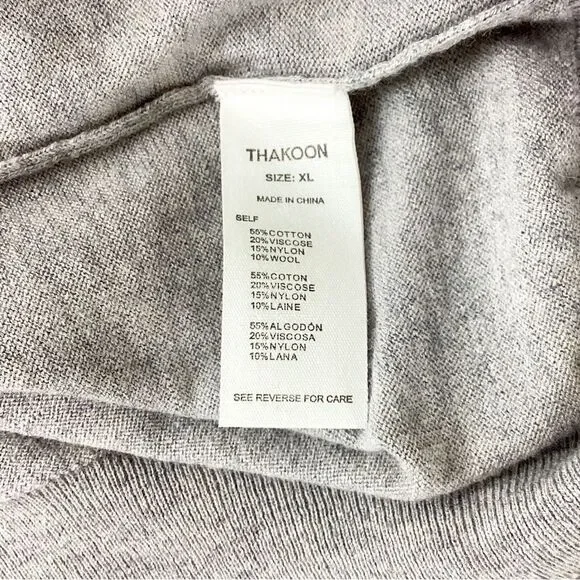 THAKOON
SIZE: XL
MADE IN CHINA
SELF
55%COTTON
20%VISCOSE
15%NYLON
10%WOOL
55%COTON
20%VISCOSE
15%NYLON
10%LAINE
55%ALGODÓN
20%VISCOSA
15%NYLON
10%LANA
SEE REVERSE FOR CARE